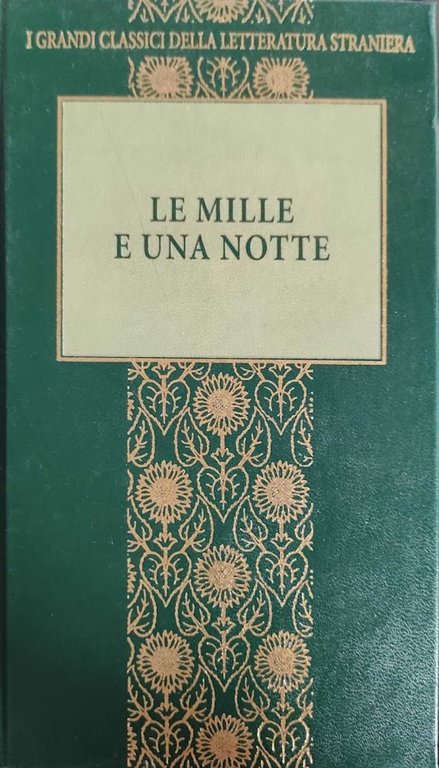 I GRANDI CLASSICI DELLA LETTERATURA STRANIERA
LE MILLE
E UNA NOTTE